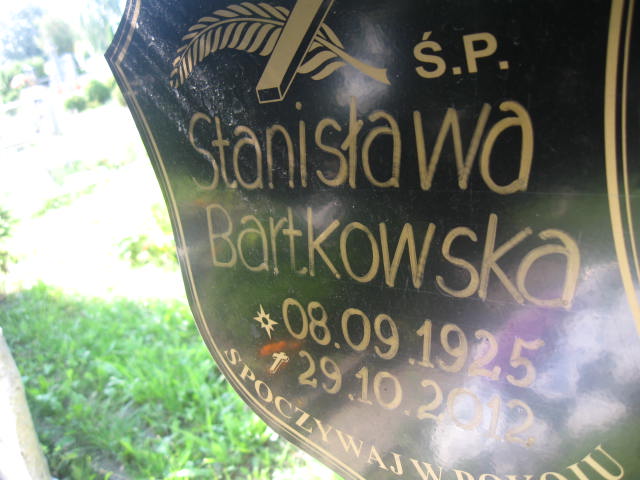 Ś.P.
Stanisława
Bartkowska
08.09.1925
29.10.2012
SPOCZYWAJ W POKOJU